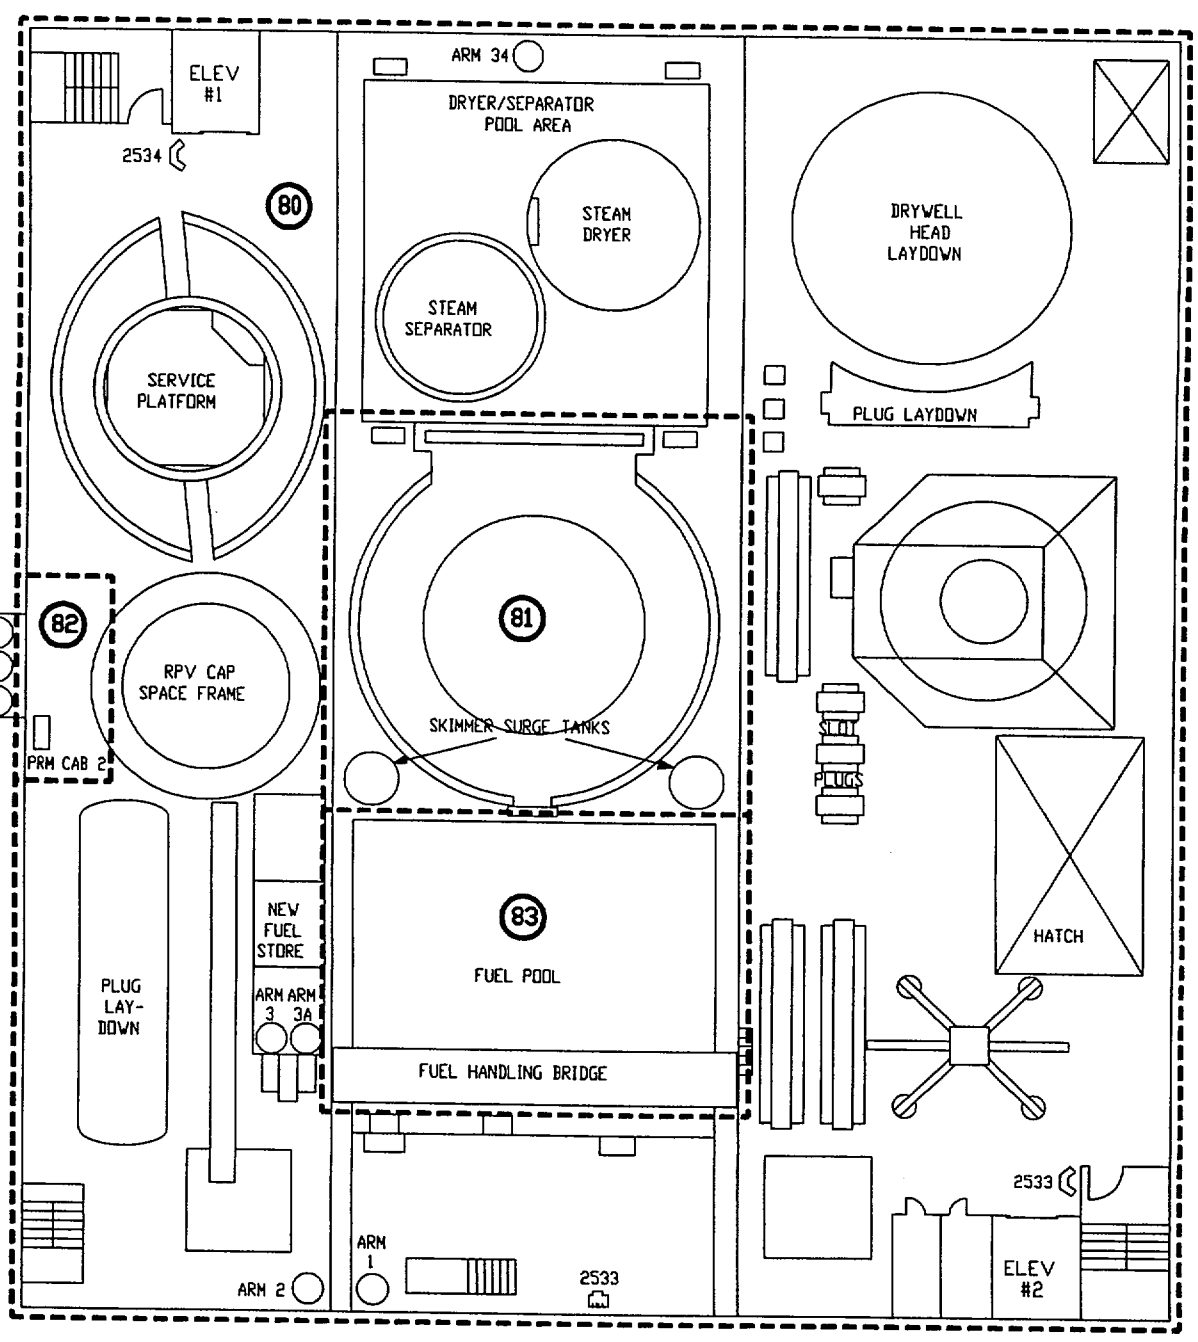 ARM 34
ELEV
#1
DRYER/SEPARATOR
POOL AREA
2534
80
STEAM
DRYER
DRYWELL
HEAD
LAYDOWN
STEAM
SEPARATOR
SERVICE
PLATFORM
PLUG LAYDOWN
82
81
RPV CAP
SPACE FRAME
SKIMMER SURGE TANKS
SLOT
PLUGS
PRM CAB 2
NEW
FUEL
STORE
83
HATCH
FUEL POOL
PLUG
LAY-
DOWN
ARM
3
ARM
3A
FUEL HANDLING BRIDGE
2533
ARM
1
ARM 2
2533
ELEV
#2